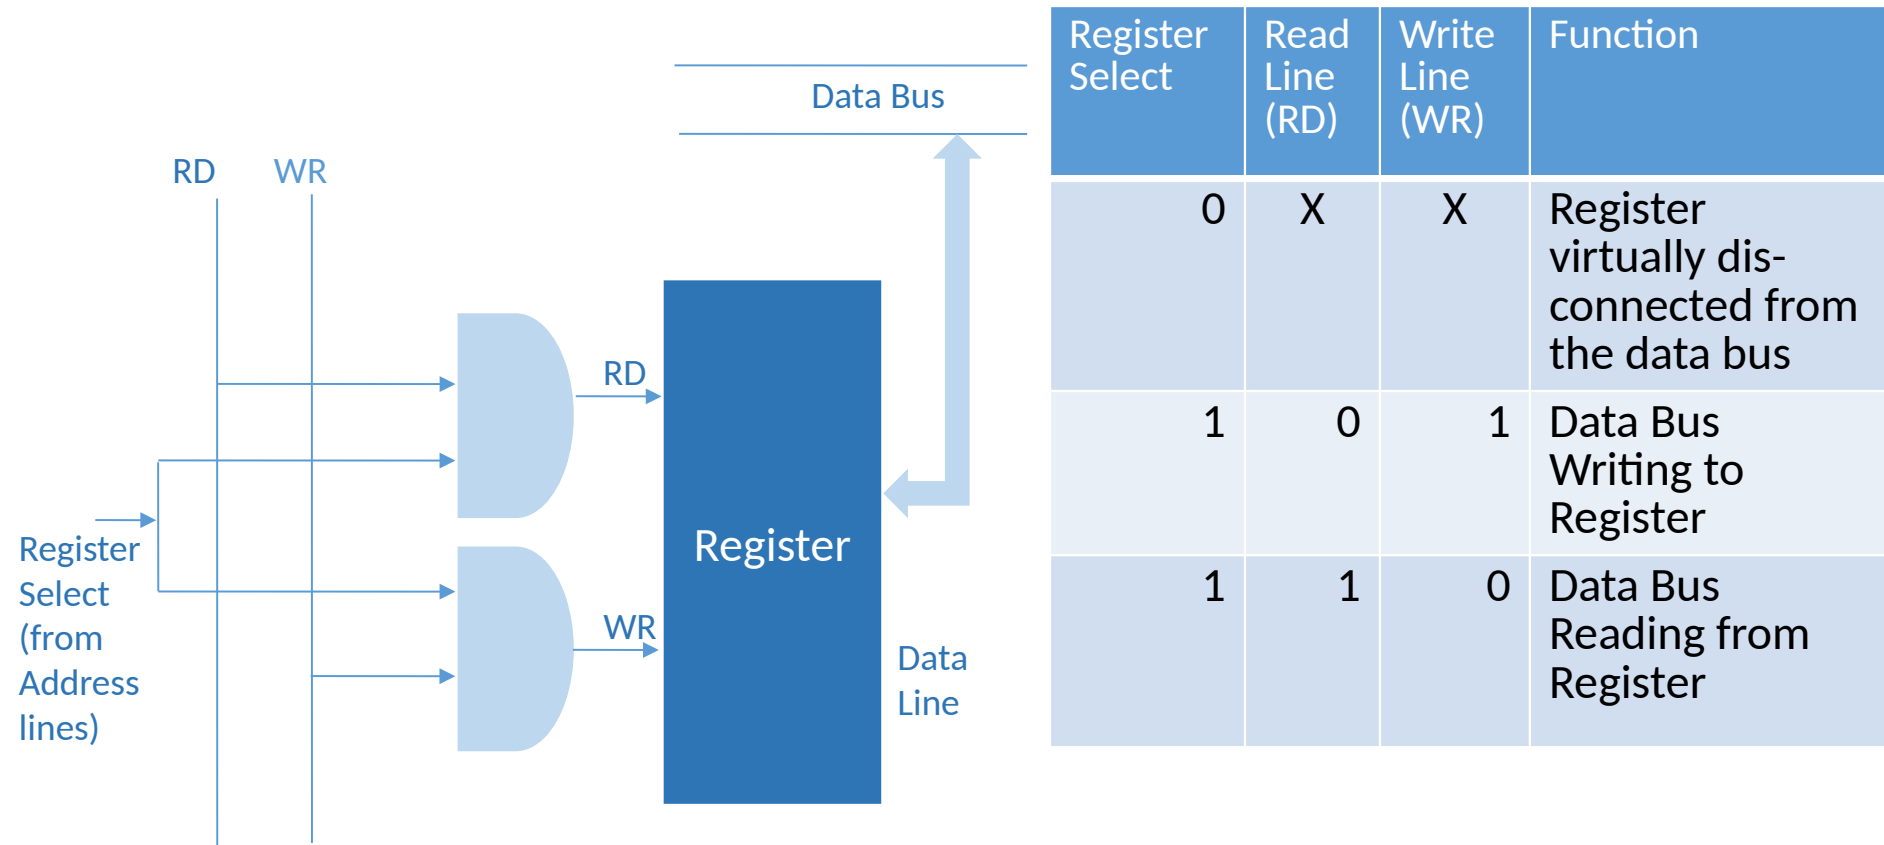 Data Bus
RD
WR
RD
Register
Select
(from
Address
lines)
WR
Register
Data
Line
Register
Select
Read
Line
(RD)
Write
Line
(WR)
Function
0
X
X
Register
virtually dis-
connected from
the data bus
1
0
1
Data Bus
Writing to
Register
1
1
0
Data Bus
Reading from
Register